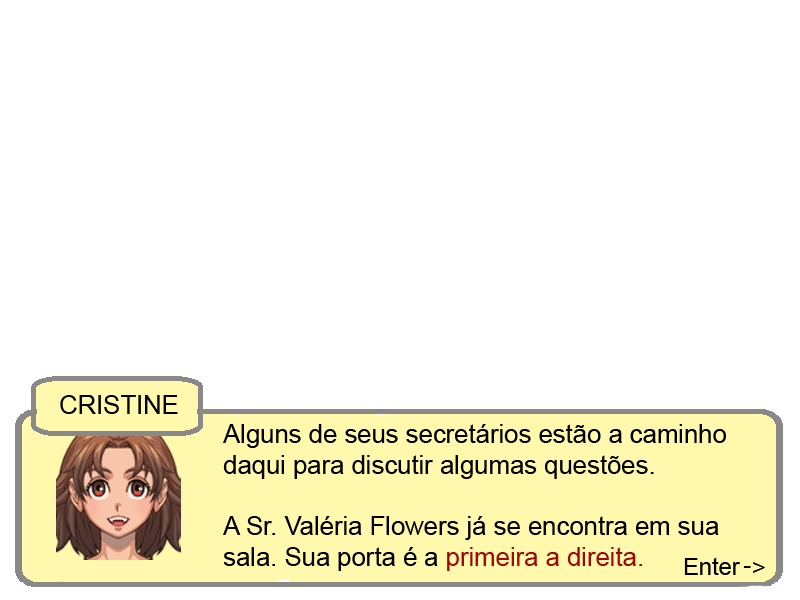 CRISTINE
Alguns de seus secretários estão a caminho
daqui para discutir algumas questões.
A Sr. Valéria Flowers já se encontra em sua
sala. Sua porta é a primeira a direita.
Enter ->